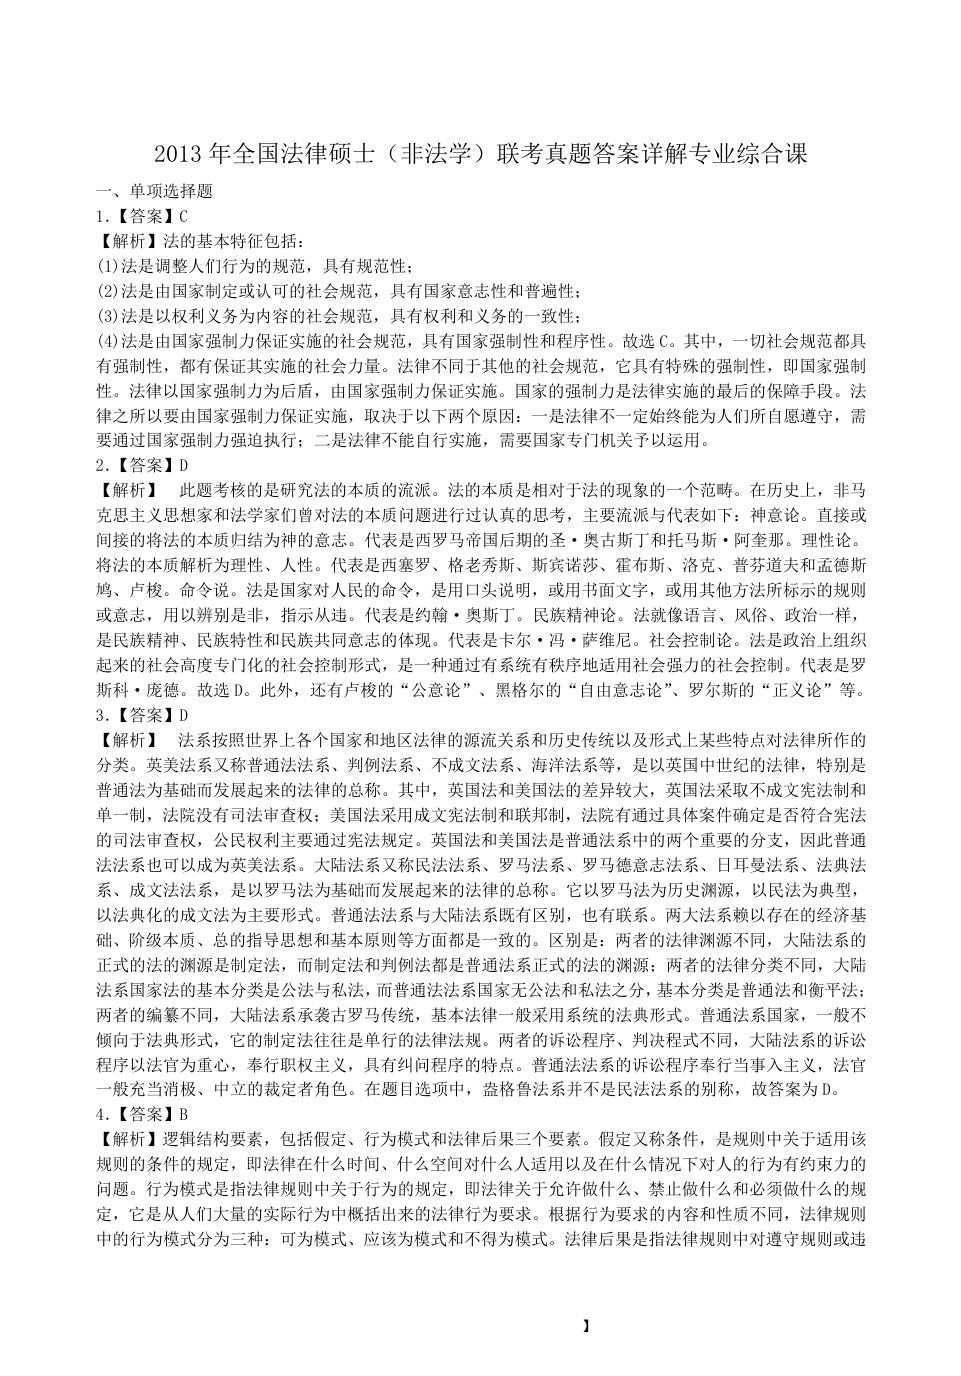 2013 年全国法律硕士（非法学）联考真题答案详解专业综合课
一、单项选择题
1.【答案】C
【解析】法的基本特征包括：
(1)法是调整人们行为的规范，具有规范性；
(2)法是由国家制定或认可的社会规范，具有国家意志性和普遍性；
(3)法是以权利义务为内容的社会规范，具有权利和义务的一致性；
(4)法是由国家强制力保证实施的社会规范，具有国家强制性和程序性。故选 C。其中，一切社会规范都具
有强制性，都有保证其实施的社会力量。法律不同于其他的社会规范，它具有特殊的强制性，即国家强制
性。法律以国家强制力为后盾，由国家强制力保证实施。国家的强制力是法律实施的最后的保障手段。法
律之所以要由国家强制力保证实施，取决于以下两个原因：一是法律不一定始终能为人们所自愿遵守，需
要通过国家强制力强迫执行；二是法律不能自行实施，需要国家专门机关予以运用。
2.【答案】D
【解析】　此题考核的是研究法的本质的流派。法的本质是相对于法的现象的一个范畴。在历史上，非马
克思主义思想家和法学家们曾对法的本质问题进行过认真的思考，主要流派与代表如下：神意论。直接或
间接的将法的本质归结为神的意志。代表是西罗马帝国后期的圣·奥古斯丁和托马斯·阿奎那。理性论。
将法的本质解析为理性、人性。代表是西塞罗、格老秀斯、斯宾诺莎、霍布斯、洛克、普芬道夫和孟德斯
鸠、卢梭。命令说。法是国家对人民的命令，是用口头说明，或用书面文字，或用其他方法所标示的规则
或意志，用以辨别是非，指示从违。代表是约翰·奥斯丁。民族精神论。法就像语言、风俗、政治一样，
是民族精神、民族特性和民族共同意志的体现。代表是卡尔·冯·萨维尼。社会控制论。法是政治上组织
起来的社会高度专门化的社会控制形式，是一种通过有系统有秩序地适用社会强力的社会控制。代表是罗
斯科·庞德。故选 D。此外，还有卢梭的“公意论”、黑格尔的“自由意志论”、罗尔斯的“正义论”等。
3.【答案】D
【解析】　法系按照世界上各个国家和地区法律的源流关系和历史传统以及形式上某些特点对法律所作的
分类。英美法系又称普通法法系、判例法系、不成文法系、海洋法系等，是以英国中世纪的法律，特别是
普通法为基础而发展起来的法律的总称。其中，英国法和美国法的差异较大，英国法采取不成文宪法制和
单一制，法院没有司法审查权；美国法采用成文宪法制和联邦制，法院有通过具体案件确定是否符合宪法
的司法审查权，公民权利主要通过宪法规定。英国法和美国法是普通法系中的两个重要的分支，因此普通
法法系也可以成为英美法系。大陆法系又称民法法系、罗马法系、罗马德意志法系、日耳曼法系、法典法
系、成文法法系，是以罗马法为基础而发展起来的法律的总称。它以罗马法为历史渊源，以民法为典型，
以法典化的成文法为主要形式。普通法法系与大陆法系既有区别，也有联系。两大法系赖以存在的经济基
础、阶级本质、总的指导思想和基本原则等方面都是一致的。区别是：两者的法律渊源不同，大陆法系的
正式的法的渊源是制定法，而制定法和判例法都是普通法系正式的法的渊源；两者的法律分类不同，大陆
法系国家法的基本分类是公法与私法，而普通法法系国家无公法和私法之分，基本分类是普通法和衡平法；
两者的编纂不同，大陆法系承袭古罗马传统，基本法律一般采用系统的法典形式。普通法系国家，一般不
倾向于法典形式，它的制定法往往是单行的法律法规。两者的诉讼程序、判决程式不同，大陆法系的诉讼
程序以法官为重心，奉行职权主义，具有纠问程序的特点。普通法法系的诉讼程序奉行当事入主义，法官
一般充当消极、中立的裁定者角色。在题目选项中，盎格鲁法系并不是民法法系的别称，故答案为 D。
4.【答案】B
【解析】逻辑结构要素，包括假定、行为模式和法律后果三个要素。假定又称条件，是规则中关于适用该
规则的条件的规定，即法律在什么时间、什么空间对什么人适用以及在什么情况下对人的行为有约束力的
问题。行为模式是指法律规则中关于行为的规定，即法律关于允许做什么、禁止做什么和必须做什么的规
定，它是从人们大量的实际行为中概括出来的法律行为要求。根据行为要求的内容和性质不同，法律规则
中的行为模式分为三种：可为模式、应该为模式和不得为模式。法律后果是指法律规则中对遵守规则或违
】